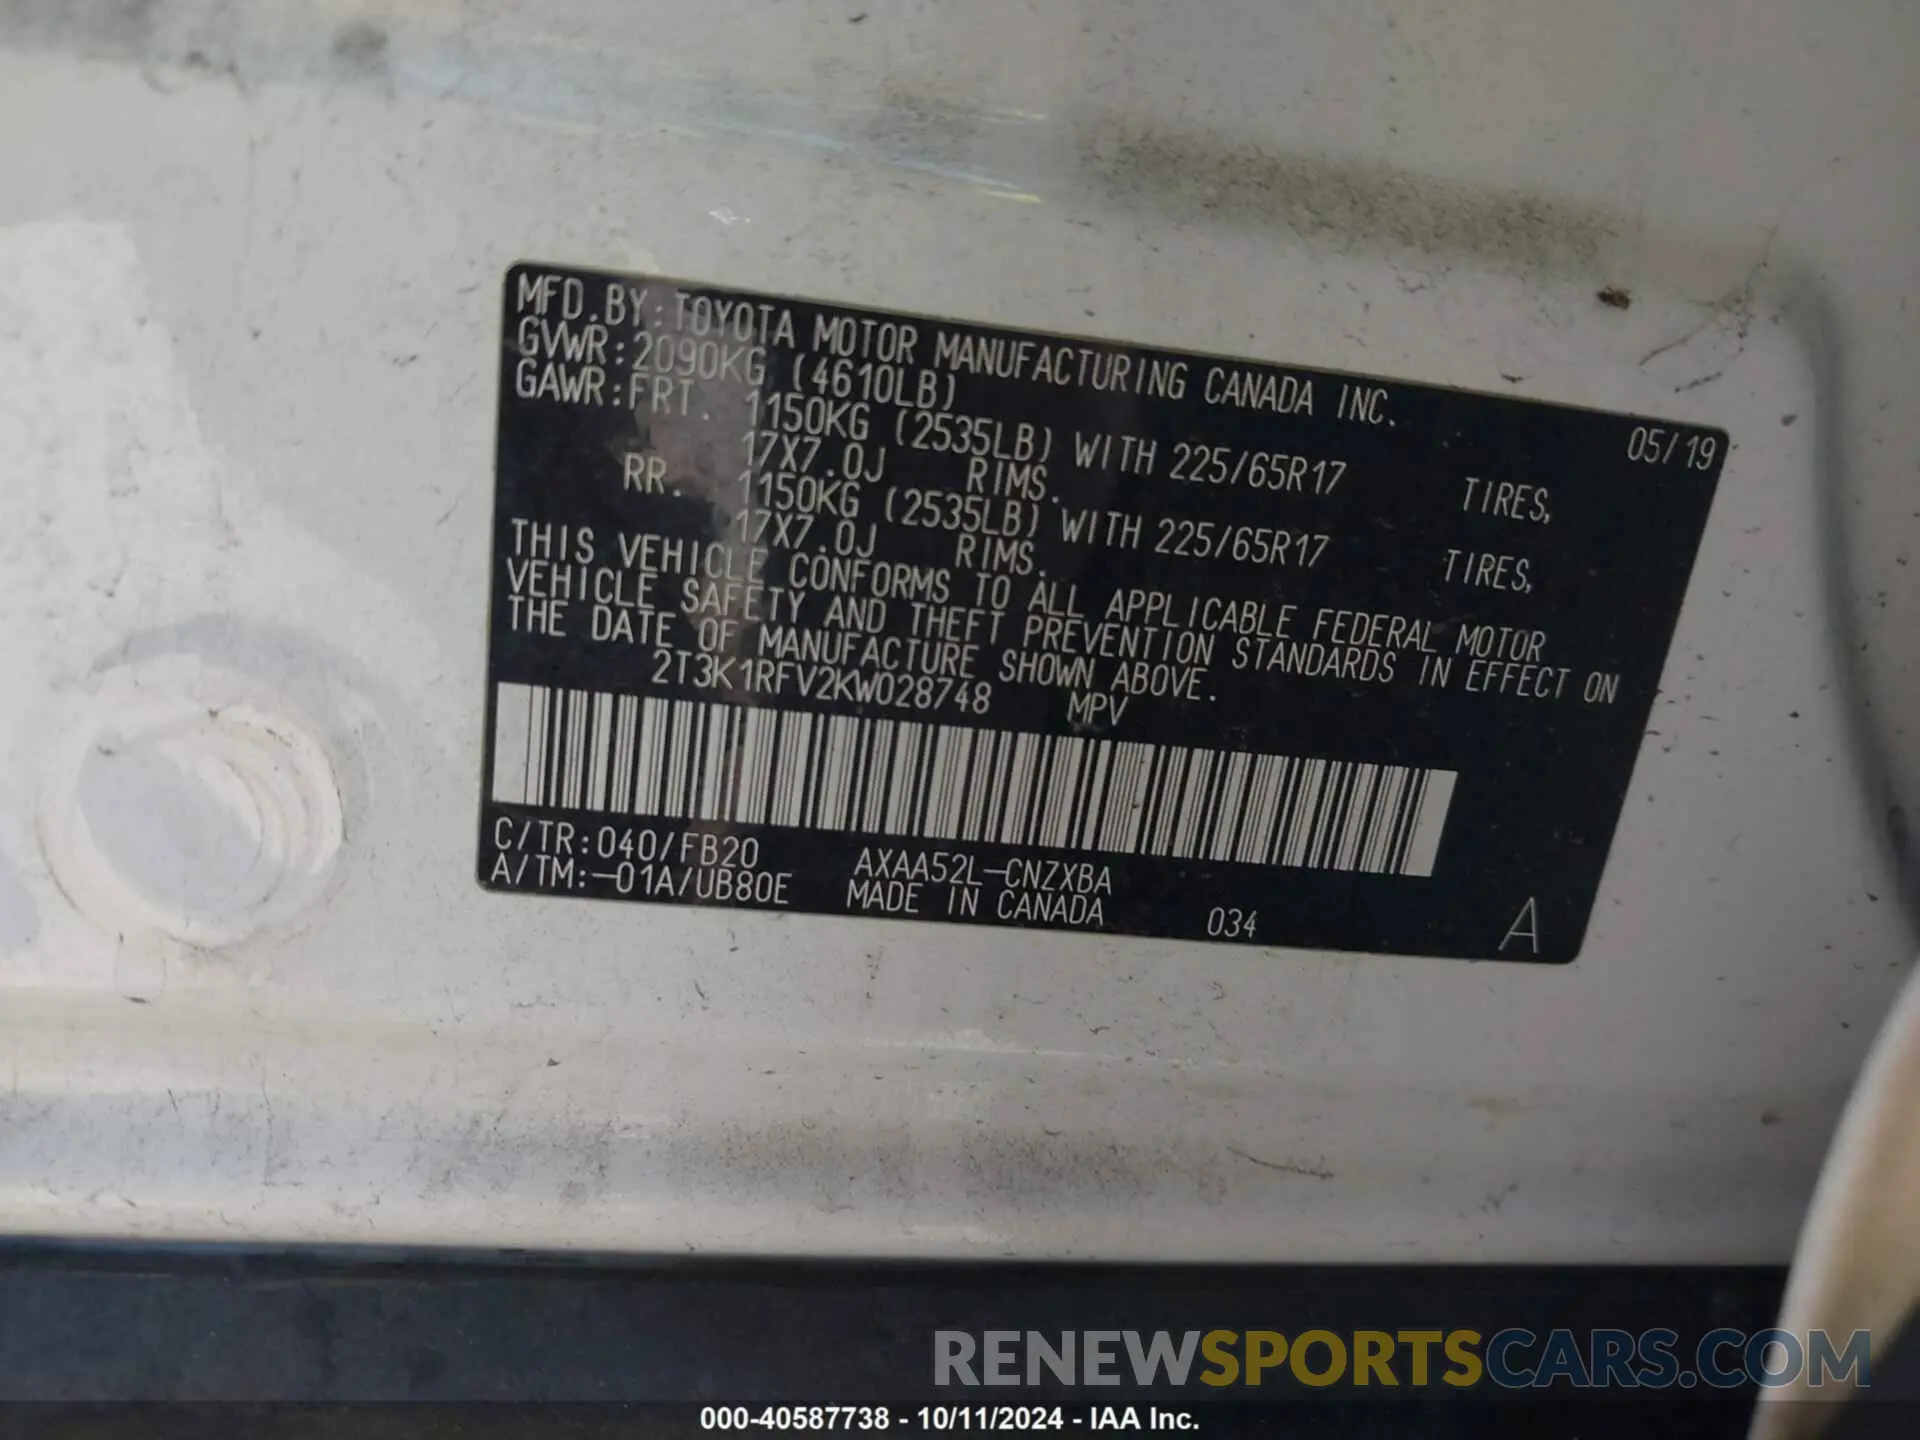 MFD.BY:TOYOTA MOTOR MANUFACTURING CANADA INC.
GVWR:2090KG (4610LB) 05/19
GAWR:FRT. 1150KG (2535LB) WITH 225/65R17 TIRES,
17X7.0J RIMS.
RR. 1150KG (2535LB) WITH 225/65R17 TIRES,
17X7.0J RIMS.
THIS VEHICLE CONFORMS TO ALL APPLICABLE FEDERAL MOTOR
VEHICLE SAFETY AND THEFT PREVENTION STANDARDS IN EFFECT ON
THE DATE OF MANUFACTURE SHOWN ABOVE.
2T3K1RFV2KW028748 MPV
C/TR:040/FB20 AXAA52L-CNZXBA
A/TM:-01A/UB80E MADE IN CANADA 034 A
RENEWSPORTSCARS.COM
000-40587738 - 10/11/2024 - IAA Inc.